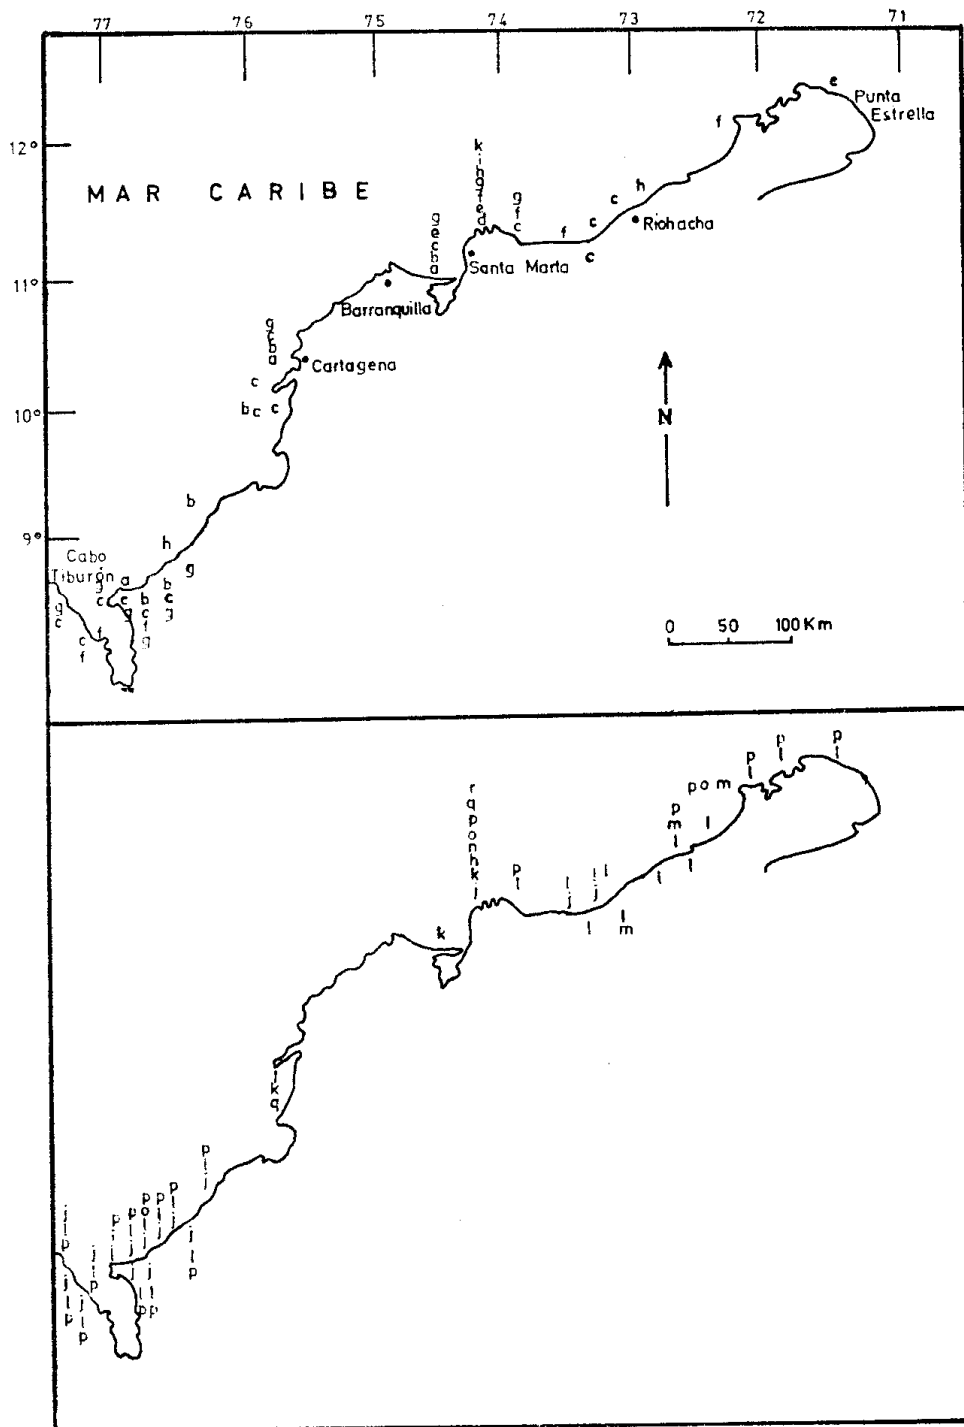 77 76 75 74 73 72 71
e
Punta
Estrella
f
12°
k
i
h
g
f
e
d
MAR CARIBE
g
f
c
h
c
c
Riohacha
f
c
g
e
c
b
a
Santa Marta
11°
Barranquilla
g
f
c
b
a
Cartagena
c
b c c
10°
N
b
9°
h
g
Cabo
Tiburón
a
g
c
c
g
b
c
f
g
b
c
g
g
c
c
f
f
0 50 100 Km
p
l
p
l
p
l
p o m
r
q
p
o
n
h
k
j
p
m
l
l
p
l
l
j
l
j
l
l
l
l
l
m
k
l
k
q
p
l
j
p
l
j
p
l
j
p
o
l
j
p
l
j
p
l
j
j
l
p
j
l
p
j
l
p
j
l
p
j
l
p
l
p
j
l
p